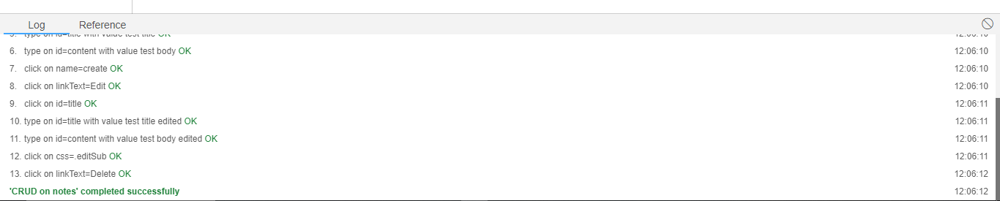 Log Reference
5. type on id=title with value test title OK 12:06:10
6. type on id=content with value test body OK 12:06:10
7. click on name=create OK 12:06:10
8. click on linkText=Edit OK 12:06:10
9. click on id=title OK 12:06:11
10. type on id=title with value test title edited OK 12:06:11
11. type on id=content with value test body edited OK 12:06:11
12. click on css=.editSub OK 12:06:11
13. click on linkText=Delete OK 12:06:12
'CRUD on notes' completed successfully 12:06:12